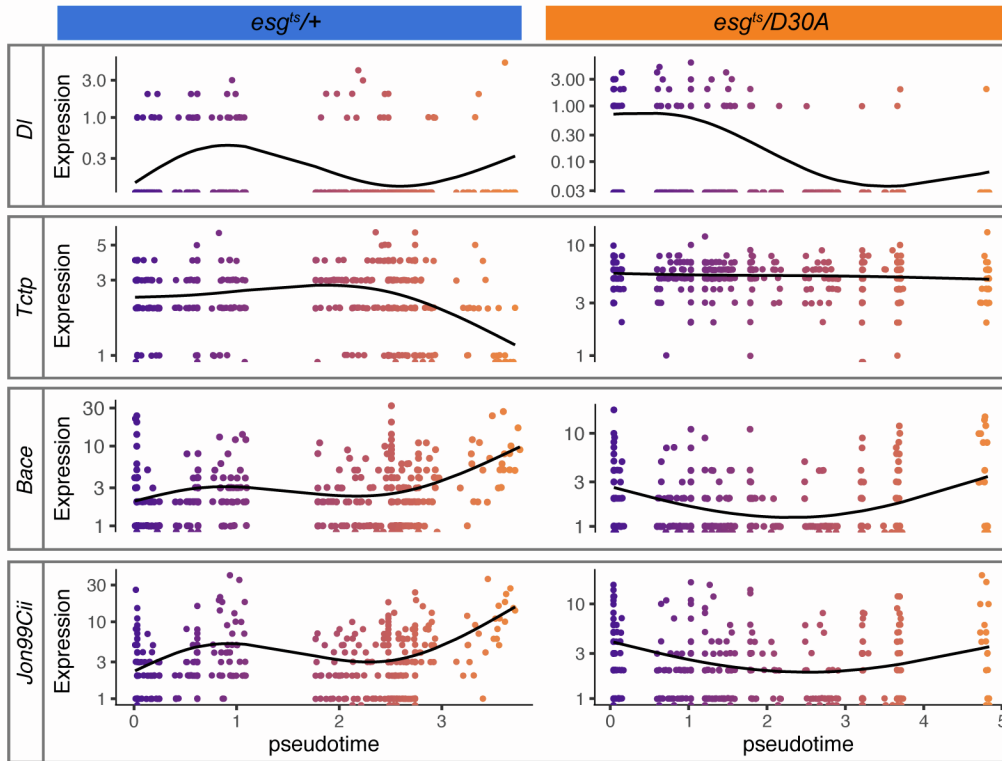 esgᵗˢ/+
esgᵗˢ/D30A
Dl
Expression
3.0
1.0
0.3
3.00
1.00
0.30
0.10
0.03
Tctp
Expression
5
3
1
10
3
1
Bace
Expression
30
10
3
1
10
3
1
Jon99Cii
Expression
30
10
3
1
10
3
1
0 1 2 3
0 1 2 3 4 5
pseudotime
pseudotime